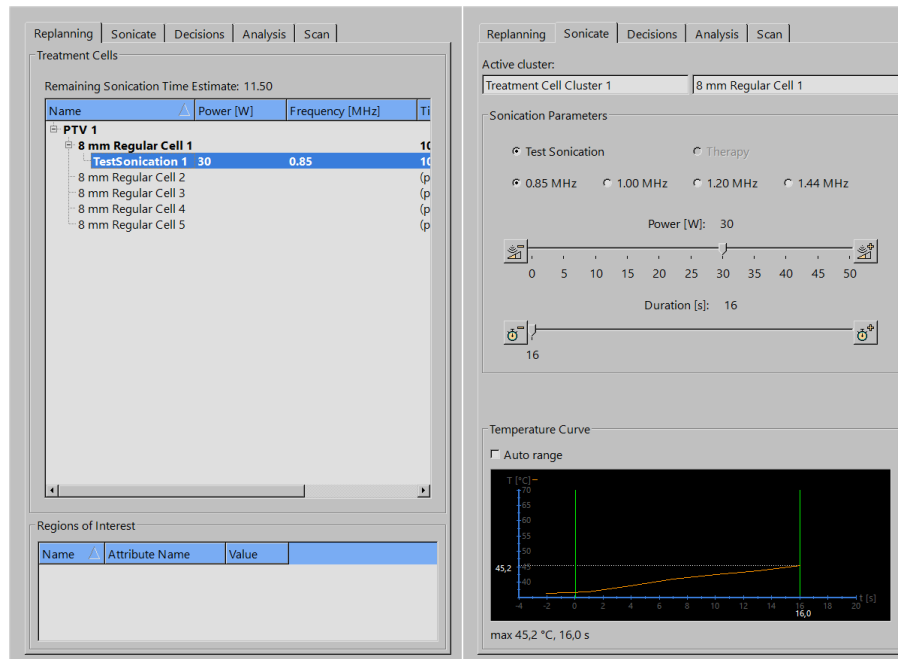 Replanning Sonicate Decisions Analysis Scan
Treatment Cells
Remaining Sonication Time Estimate: 11.50
Name Power [W] Frequency [MHz] Ti
PTV 1
8 mm Regular Cell 1 10
TestSonication 1 30 0.85 10
8 mm Regular Cell 2 (p
8 mm Regular Cell 3 (p
8 mm Regular Cell 4 (p
8 mm Regular Cell 5 (p
Regions of Interest
Name Attribute Name Value
Replanning Sonicate Decisions Analysis Scan
Active cluster:
Treatment Cell Cluster 1 8 mm Regular Cell 1
Sonication Parameters
Test Sonication Therapy
0.85 MHz 1.00 MHz 1.20 MHz 1.44 MHz
Power [W]: 30
0 5 10 15 20 25 30 35 40 45 50
Duration [s]: 16
16
Temperature Curve
Auto range
T [°C]
70
65
60
55
50
45,2 45
40
-4 -2 0 2 4 6 8 10 12 14 16 18 20 t [s]
16,0
max 45,2 °C, 16,0 s